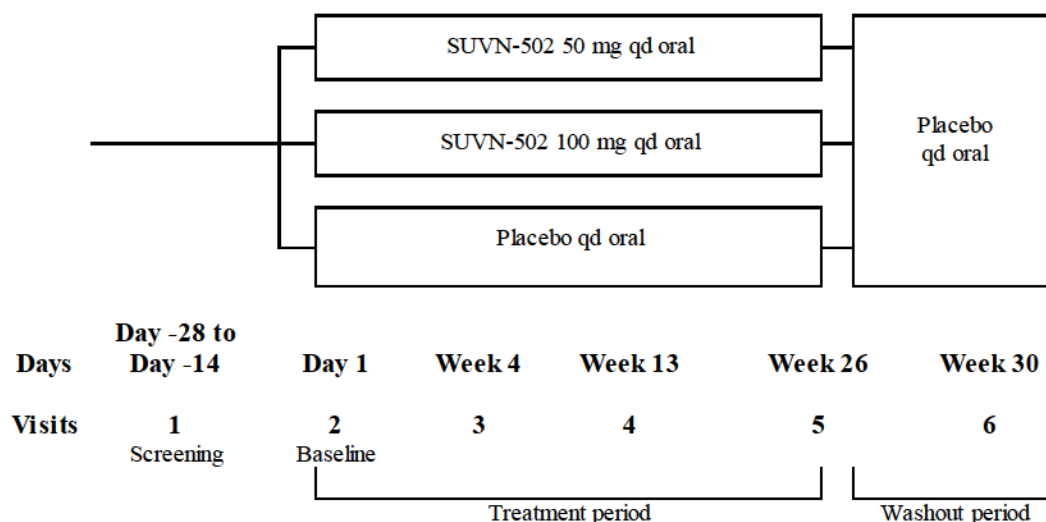 SUVN-502 50 mg qd oral
SUVN-502 100 mg qd oral
Placebo qd oral
Placebo
qd oral
Day -28 to
Days Day -14 Day 1 Week 4 Week 13 Week 26 Week 30
Visits 1 2 3 4 5 6
Screening Baseline
Treatment period Washout period